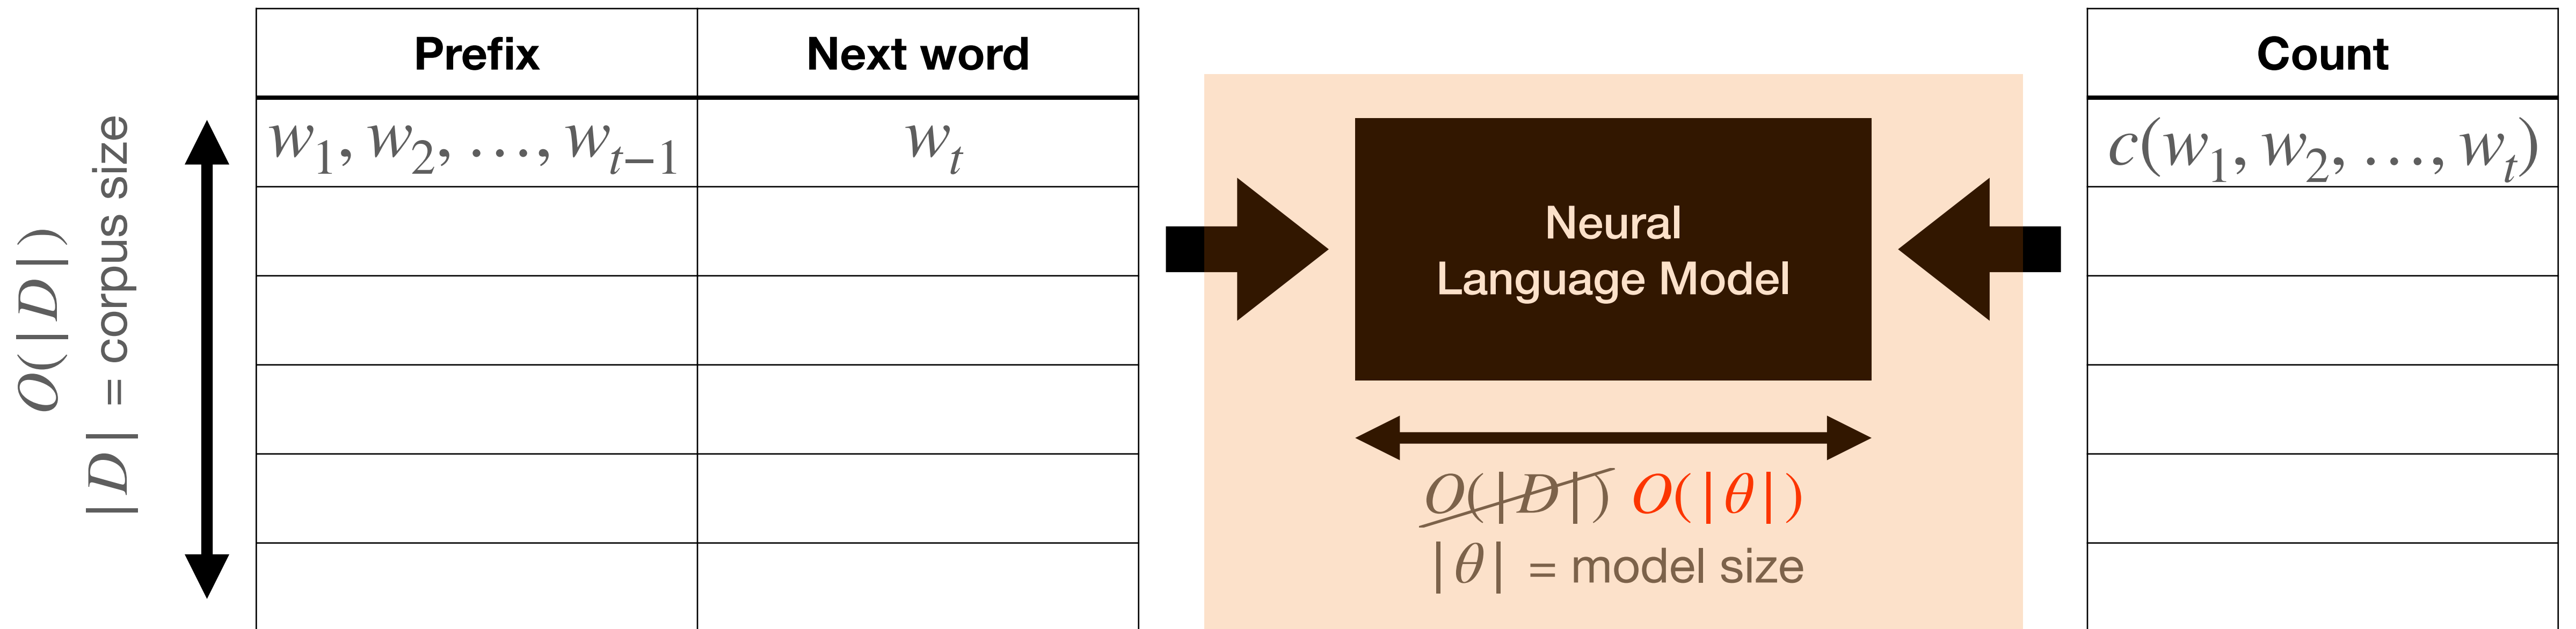 O(|D|)
|D| = corpus size
Prefix
Next word
w₁, w₂, …, wₜ₋₁
wₜ
Neural
Language Model
O(|D|) O(|θ|)
|θ| = model size
Count
c(w₁, w₂, …, wₜ)